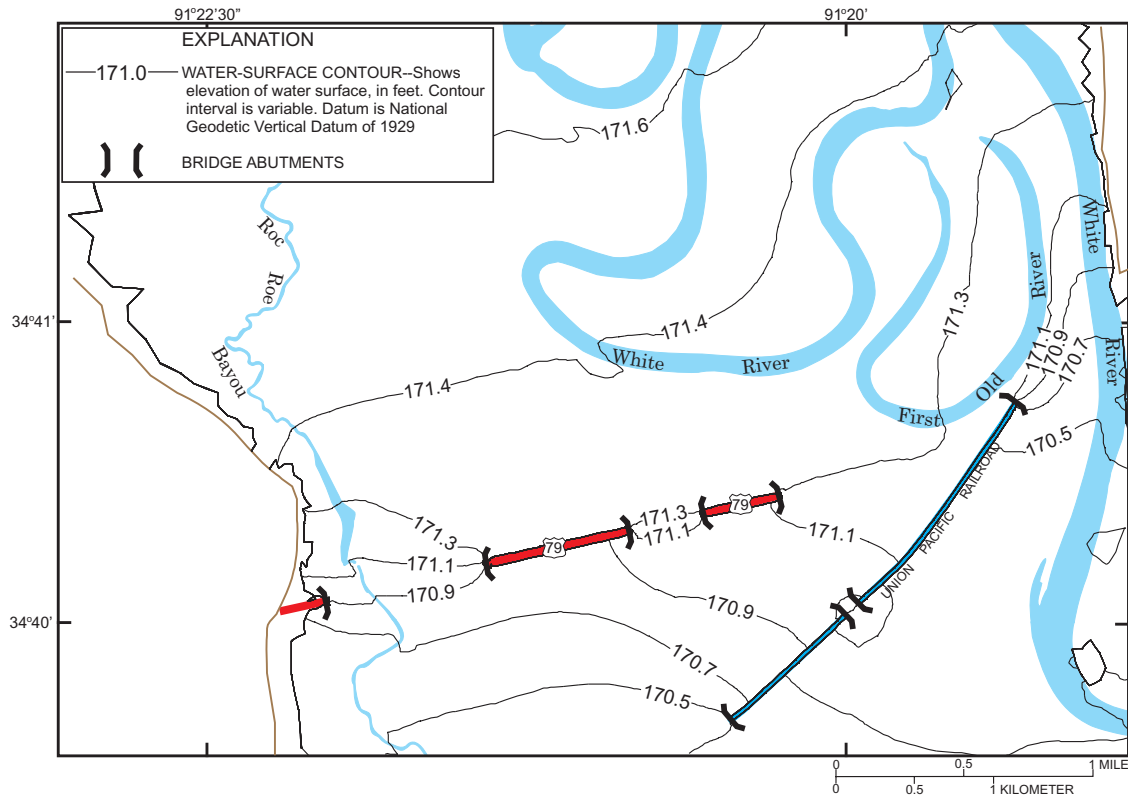 91°22'30"
91°20'
EXPLANATION
171.0
WATER-SURFACE CONTOUR--Shows
elevation of water surface, in feet. Contour
interval is variable. Datum is National
Geodetic Vertical Datum of 1929
BRIDGE ABUTMENTS
171.6
Roc
Roe
Bayou
White
River
171.3
River
White
River
34°41'
171.4
White
River
171.1
170.9
170.7
171.4
First
Old
170.5
171.3
171.1
170.9
79
171.3
171.1
79
171.1
UNION PACIFIC RAILROAD
34°40'
170.9
170.7
170.5
0 0.5 1 MILE
0 0.5 1 KILOMETER